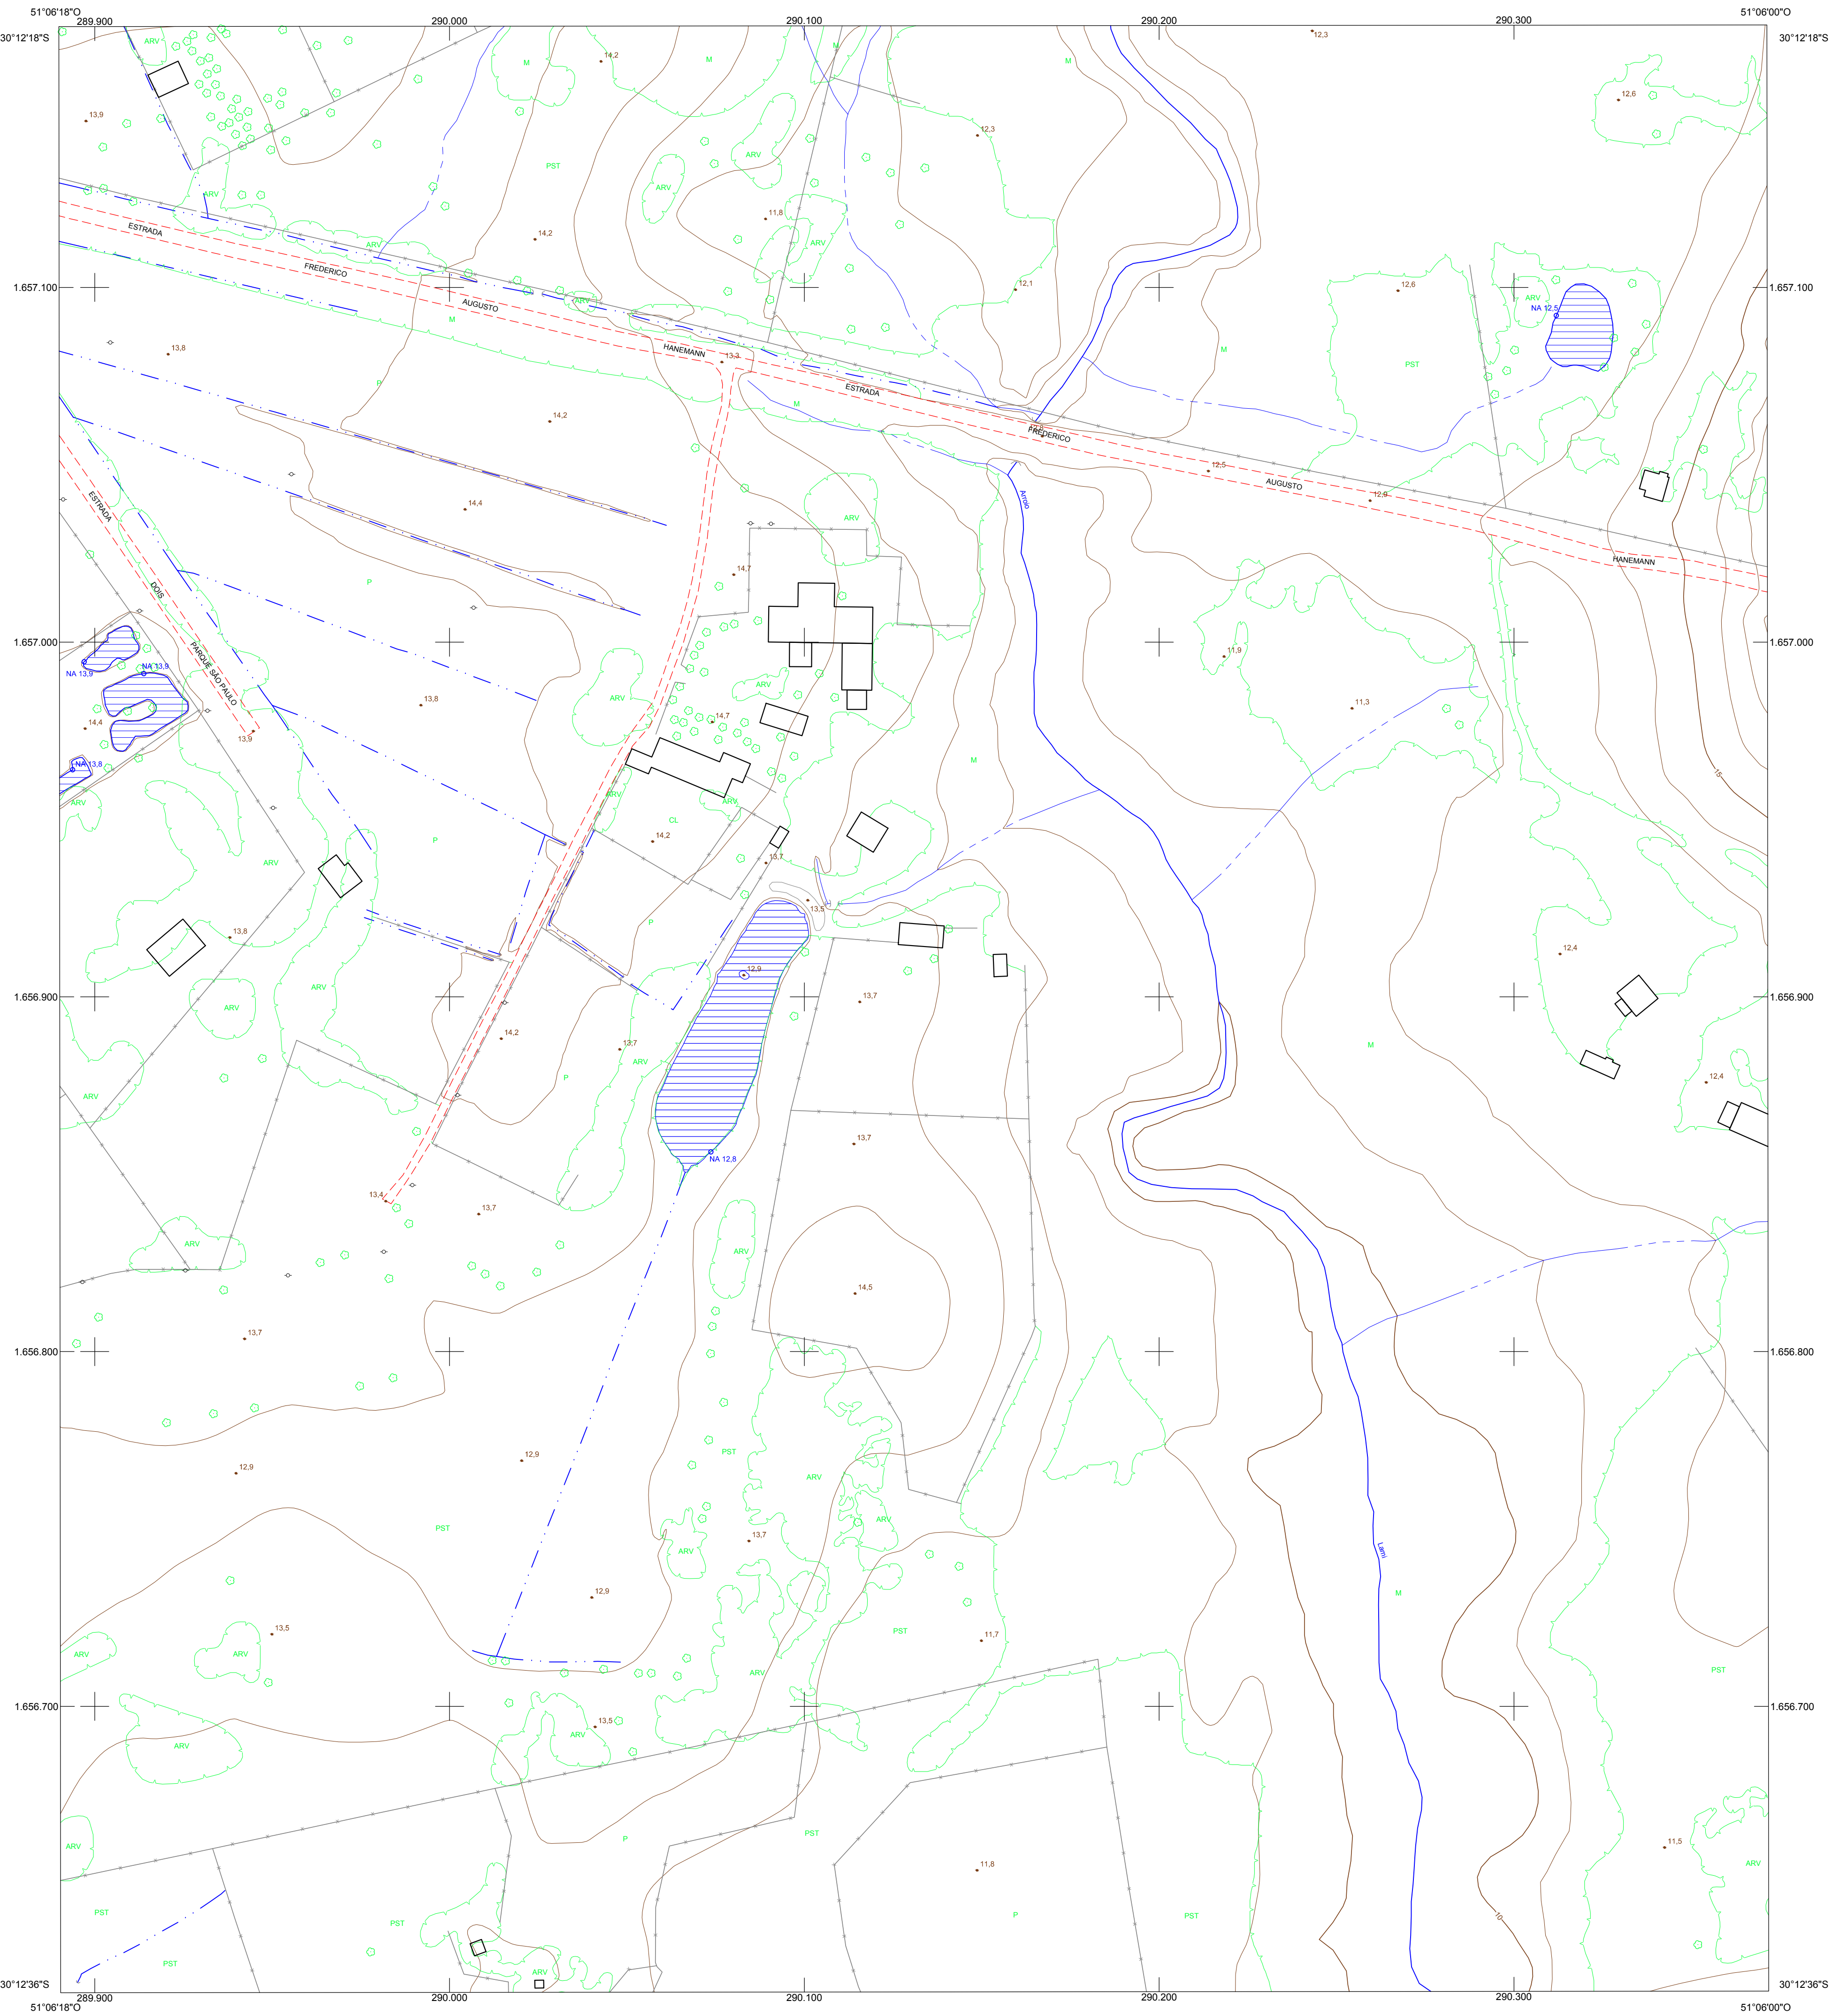 51°06'18"O
51°06'00"O
289.900
290.000
290.100
290.200
290.300
30°12'18"S
30°12'18"S
12,3
ARV
M
14,2
M
M
M
12,6
13,9
12,3
PST
ARV
ARV
ARV
11,8
ESTRADA
14,2
ARV
ARV
FREDERICO
1.657.100
12,1
12,6
ARV
1.657.100
AUGUSTO
ARV
NA 12,5
M
HANEMANN
13,8
13,3
M
PST
P
ESTRADA
M
14,2
12,6
FREDERICO
12,5
AUGUSTO
12,9
ESTRADA
14,4
Arroio
ARV
HANEMANN
DOIS
P
14,7
1.657.000
1.657.000
PARQUE SÃO PAULO
NA 13,9
NA 13,9
11,9
13,8
ARV
ARV
11,3
14,4
13,9
14,7
NA 13,8
M
15
ARV
ARV
ARV
CL
P
14,2
ARV
13,7
13,5
P
13,8
12,4
12,9
ARV
1.656.900
ARV
13,7
1.656.900
14,2
13,7
ARV
M
P
12,4
ARV
13,7
NA 12,8
13,4
13,7
ARV
ARV
14,5
13,7
1.656.800
1.656.800
PST
12,9
12,9
ARV
PST
ARV
13,7
ARV
Lami
12,9
M
13,5
PST
11,7
ARV
ARV
ARV
PST
1.656.700
1.656.700
13,5
ARV
ARV
P
PST
ARV
11,5
ARV
11,8
PST
PST
P
PST
10
PST
ARV
30°12'36"S
30°12'36"S
289.900
290.000
290.100
290.200
290.300
51°06'18"O
51°06'00"O